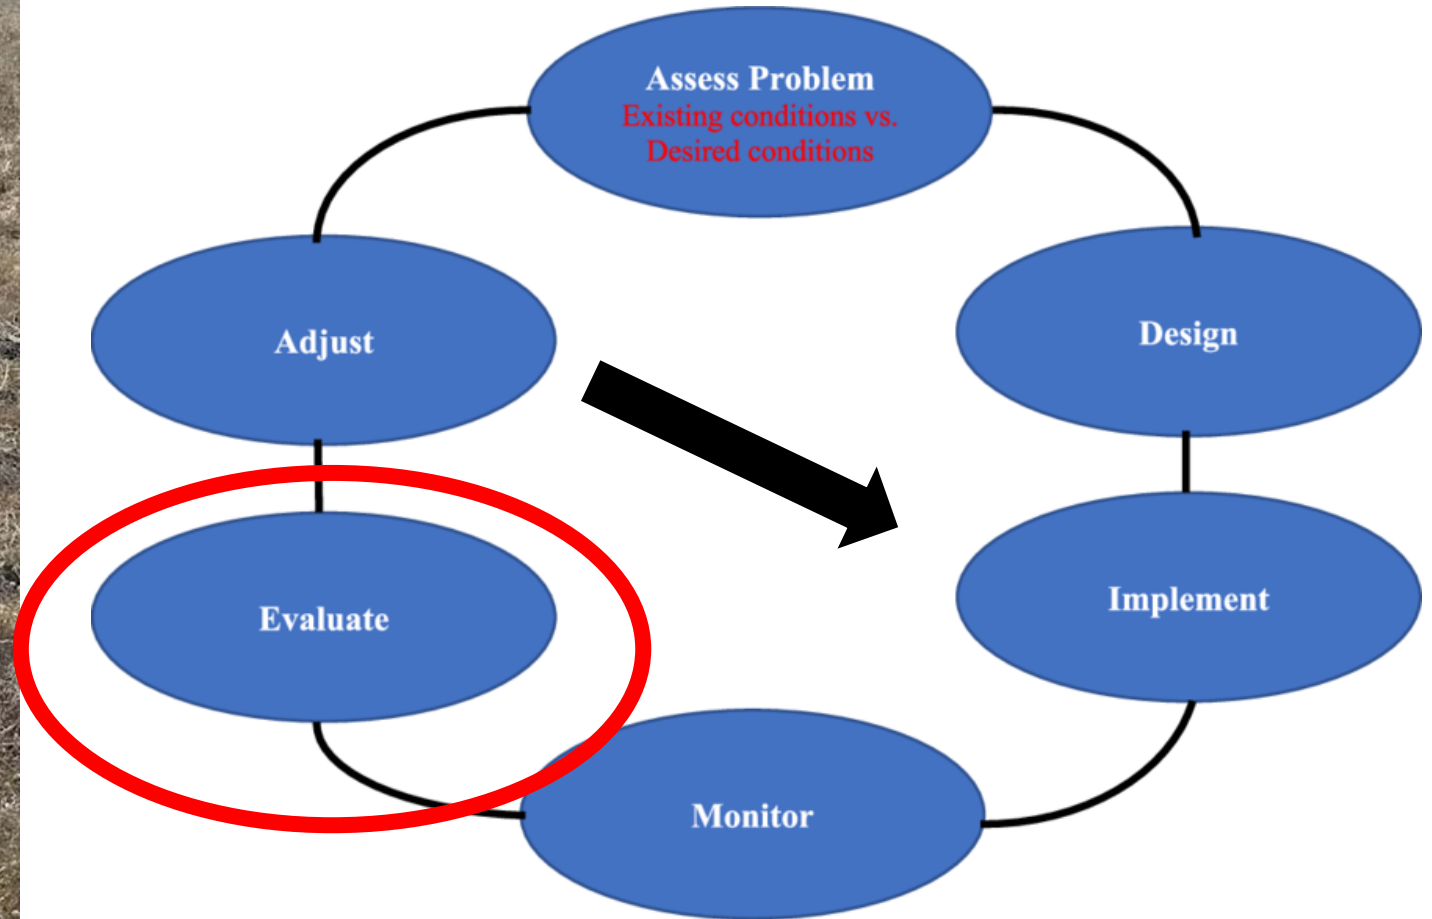 Assess Problem
Existing conditions vs.
Desired conditions
Adjust
Design
Evaluate
Implement
Monitor